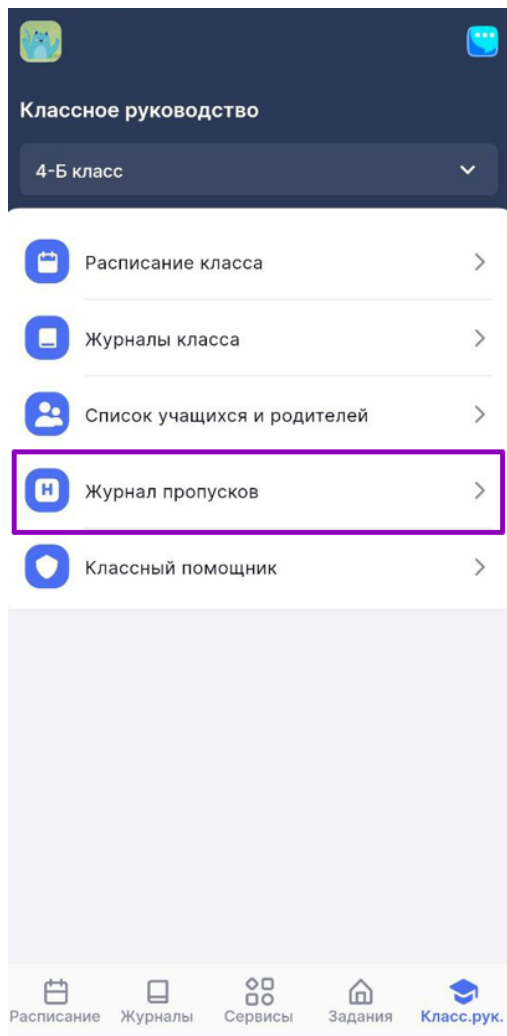 Классное руководство
4-Б класс
Расписание класса
Журналы класса
Список учащихся и родителей
Н
Журнал пропусков
Классный помощник
Расписание Журналы Сервисы Задания Класс.рук.